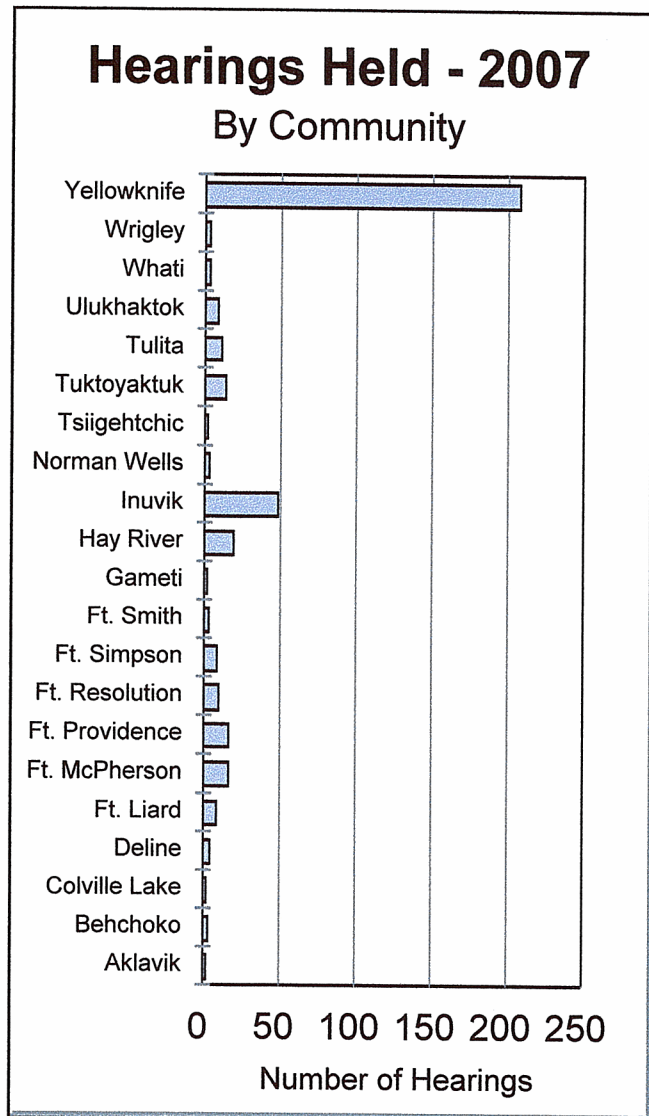 Hearings Held - 2007
By Community
Yellowknife
Wrigley
Whati
Ulukhaktok
Tulita
Tuktoyaktuk
Tsiigehtchic
Norman Wells
Inuvik
Hay River
Gameti
Ft. Smith
Ft. Simpson
Ft. Resolution
Ft. Providence
Ft. McPherson
Ft. Liard
Deline
Colville Lake
Behchoko
Aklavik
0 50 100 150 200 250
Number of Hearings